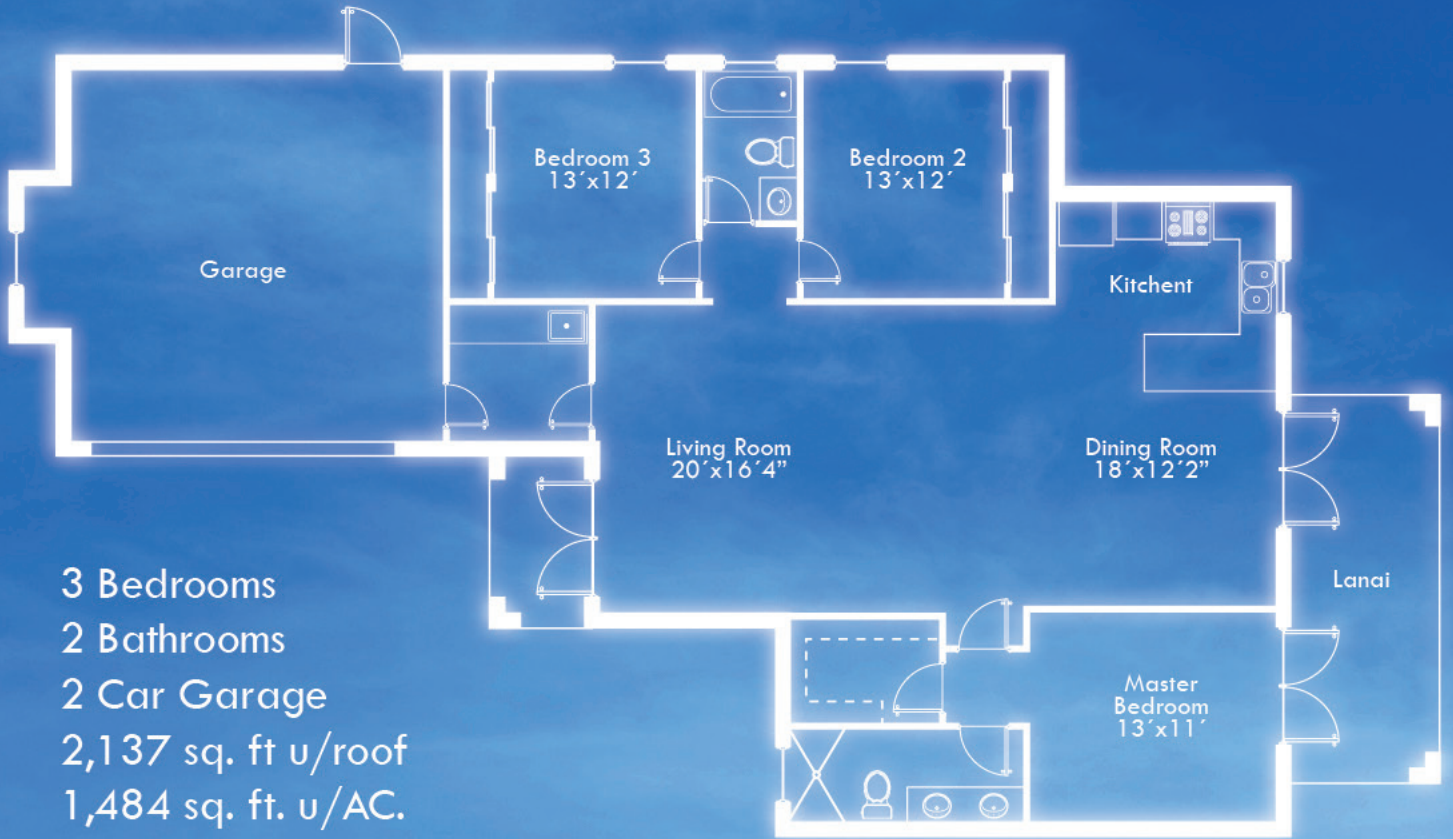 Bedroom 3
13´x12´
Bedroom 2
13´x12´
Garage
Kitchent
Living Room
20´x16´4”
Dining Room
18´x12´2”
Lanai
Master
Bedroom
13´x11´
3 Bedrooms
2 Bathrooms
2 Car Garage
2,137 sq. ft u/roof
1,484 sq. ft. u/AC.